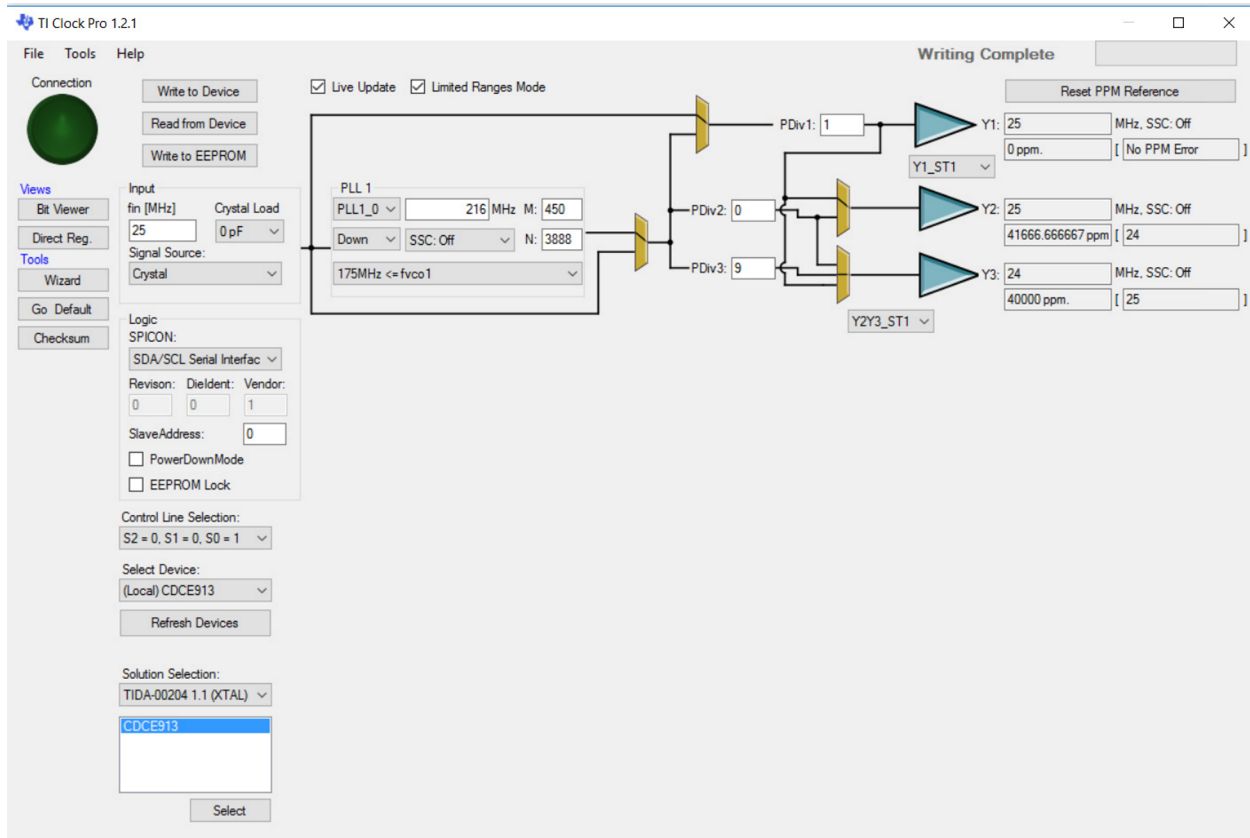 TI Clock Pro 1.2.1
File Tools Help
Writing Complete
Connection
Write to Device
Read from Device
Write to EEPROM
Live Update
Limited Ranges Mode
Reset PPM Reference
PDiv1: 1
Y1: 25 MHz, SSC: Off
0 ppm. [ No PPM Error ]
Y1_ST1
Views
Bit Viewer
Direct Reg.
Tools
Wizard
Go Default
Checksum
Input
fin [MHz] Crystal Load
25 0 pF
Signal Source:
Crystal
PLL 1
PLL1_0 216 MHz M: 450
Down SSC: Off N: 3888
175MHz <= fvco1
PDiv2: 0
Y2: 25 MHz, SSC: Off
41666.666667 ppm [ 24 ]
PDiv3: 9
Y3: 24 MHz, SSC: Off
40000 ppm. [ 25 ]
Y2Y3_ST1
Logic
SPICON:
SDA/SCL Serial Interfac
Revison: DieIdent: Vendor:
0 0 1
SlaveAddress: 0
PowerDownMode
EEPROM Lock
Control Line Selection:
S2 = 0, S1 = 0, S0 = 1
Select Device:
(Local) CDCE913
Refresh Devices
Solution Selection:
TIDA-00204 1.1 (XTAL)
CDCE913
Select